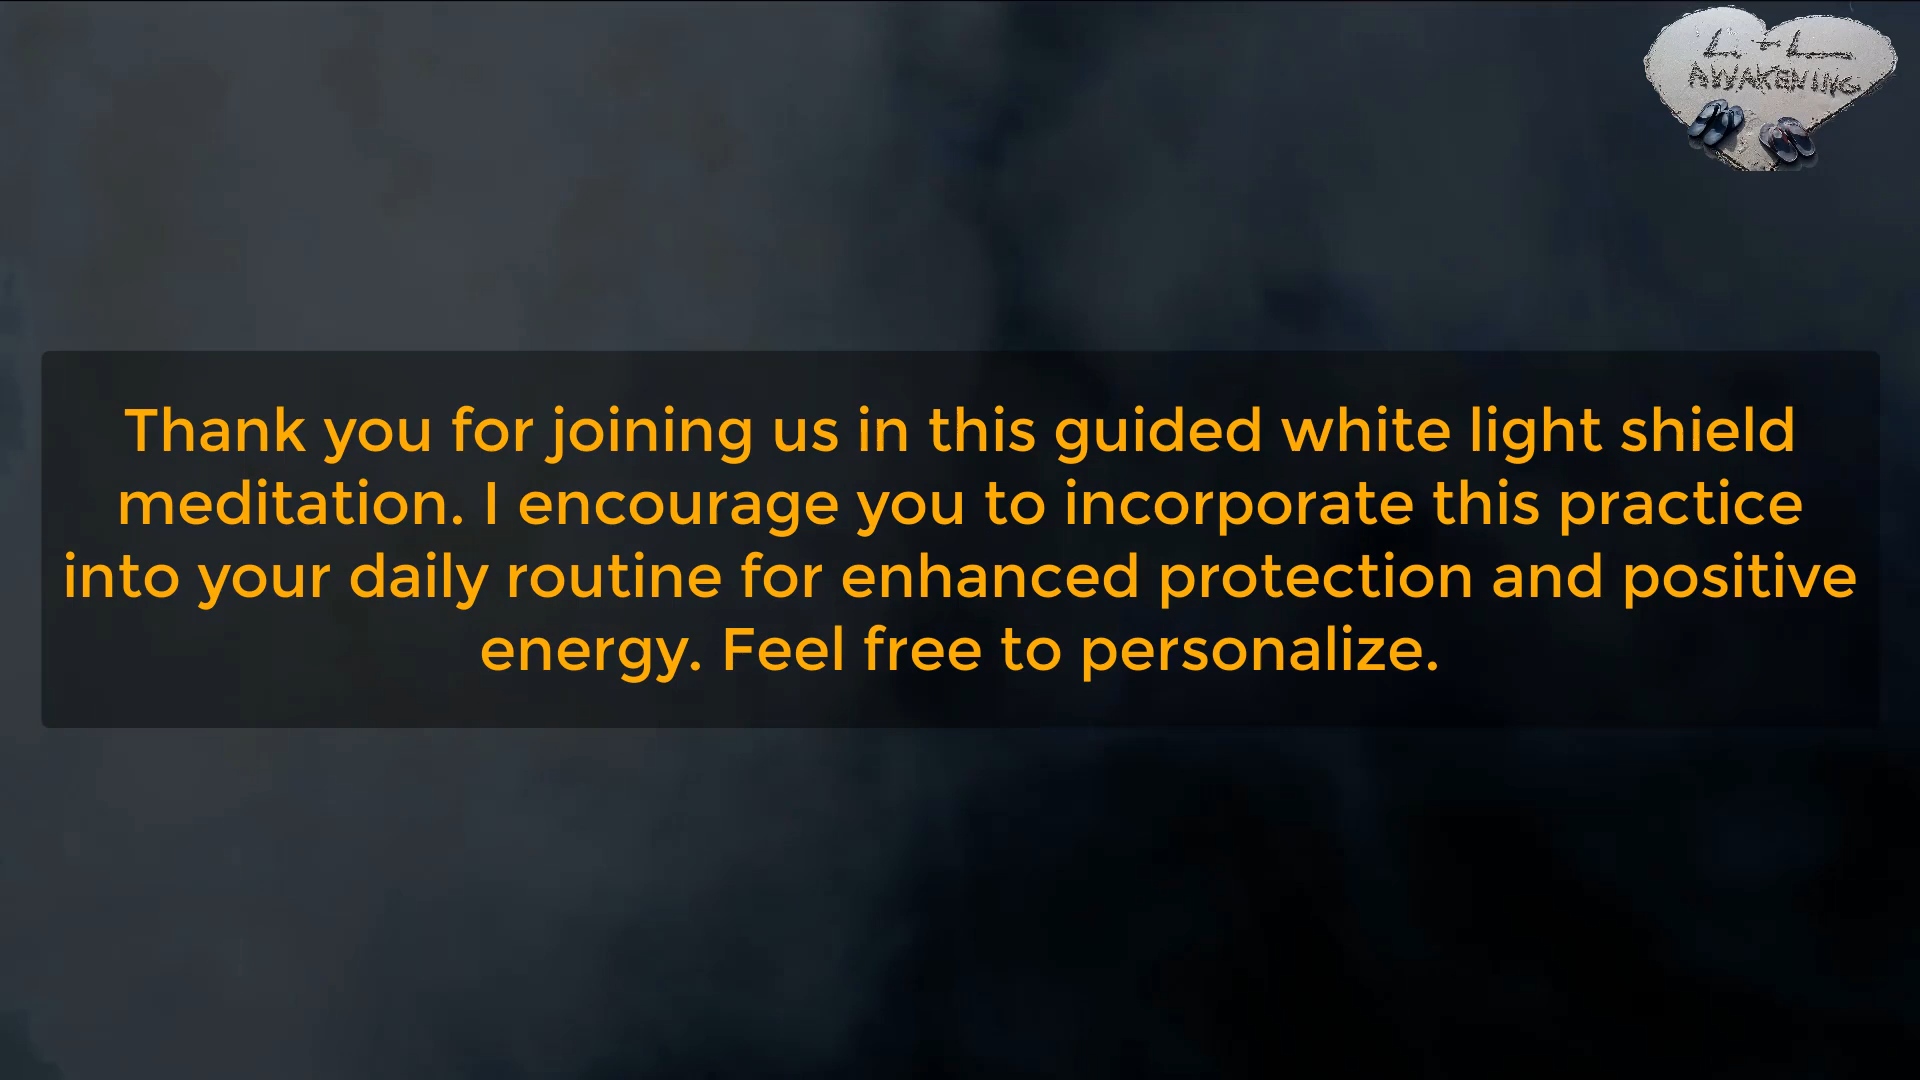 L + L
AWAKENING
Thank you for joining us in this guided white light shield
meditation. I encourage you to incorporate this practice
into your daily routine for enhanced protection and positive
energy. Feel free to personalize.